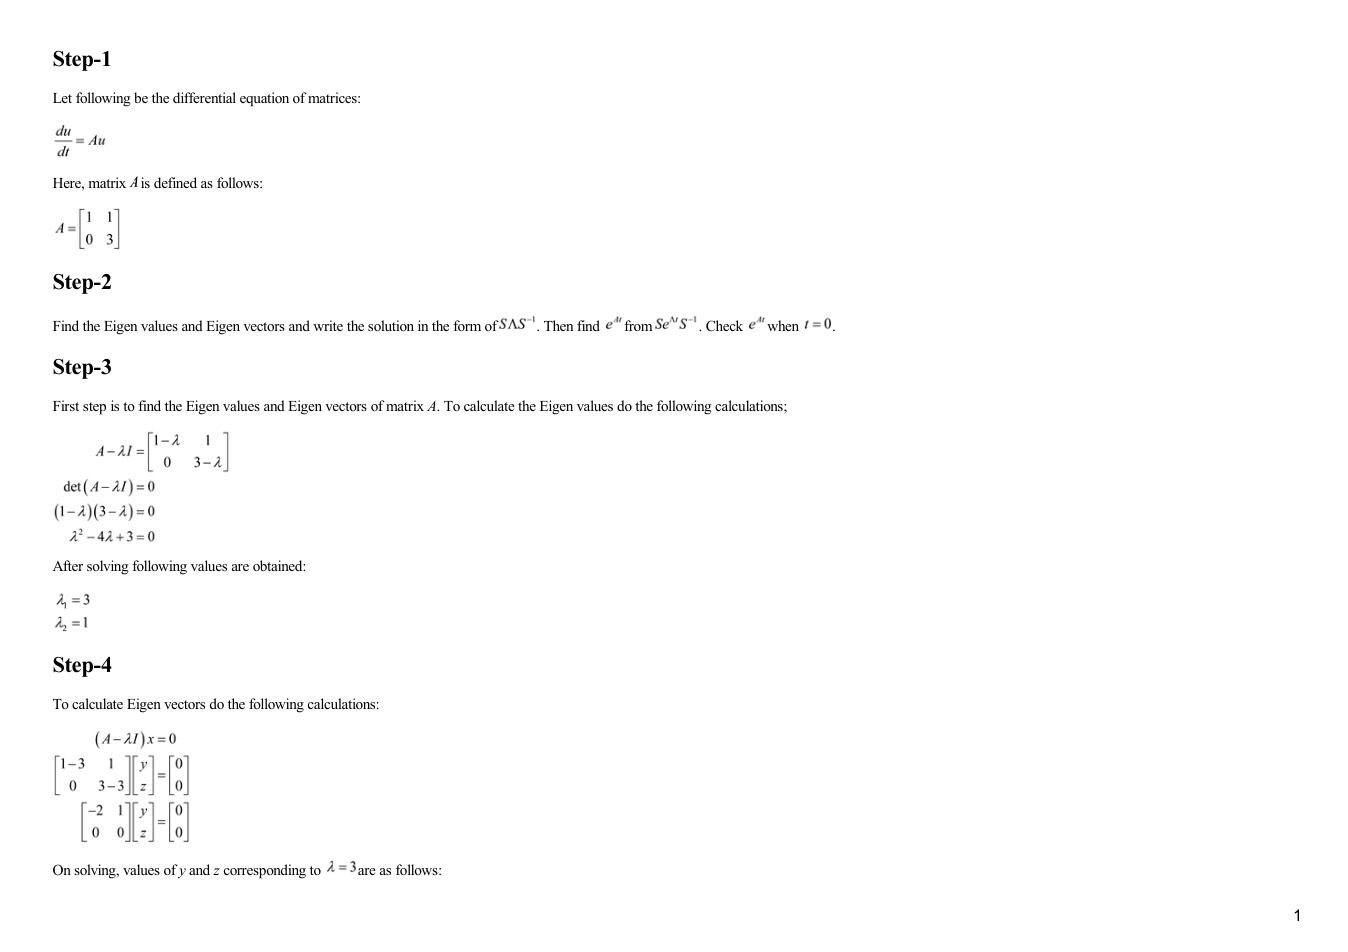 Step-1
Let following be the differential equation of matrices:
du/dt = Au
Here, matrix A is defined as follows:
A = [1 1; 0 3]
Step-2
Find the Eigen values and Eigen vectors and write the solution in the form of SΛS⁻¹. Then find e^{At} from Se^{Λt}S⁻¹. Check e^{At} when t = 0.
Step-3
First step is to find the Eigen values and Eigen vectors of matrix A. To calculate the Eigen values do the following calculations;
A − λI = [1−λ 1; 0 3−λ]
det(A − λI) = 0
(1−λ)(3−λ) = 0
λ² − 4λ + 3 = 0
After solving following values are obtained:
λ₁ = 3
λ₂ = 1
Step-4
To calculate Eigen vectors do the following calculations:
(A − λI)x = 0
[1−3 1; 0 3−3][y; z] = [0; 0]
[−2 1; 0 0][y; z] = [0; 0]
On solving, values of y and z corresponding to λ = 3 are as follows:
1